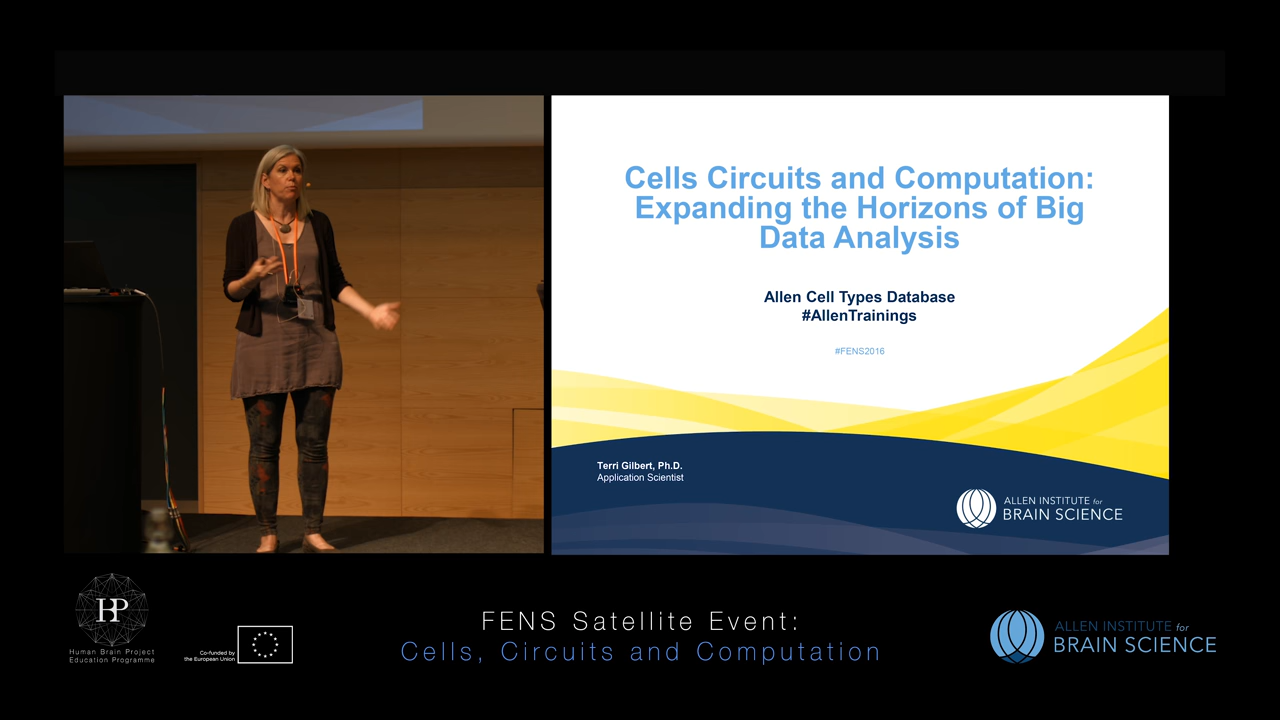 Cells Circuits and Computation:
Expanding the Horizons of Big
Data Analysis
Allen Cell Types Database
#AllenTrainings
#FENS2016
Terri Gilbert, Ph.D.
Application Scientist
ALLEN INSTITUTE for
BRAIN SCIENCE
HBP
Human Brain Project
Education Programme
Co-funded by
the European Union
FENS Satellite Event:
Cells, Circuits and Computation
ALLEN INSTITUTE for
BRAIN SCIENCE